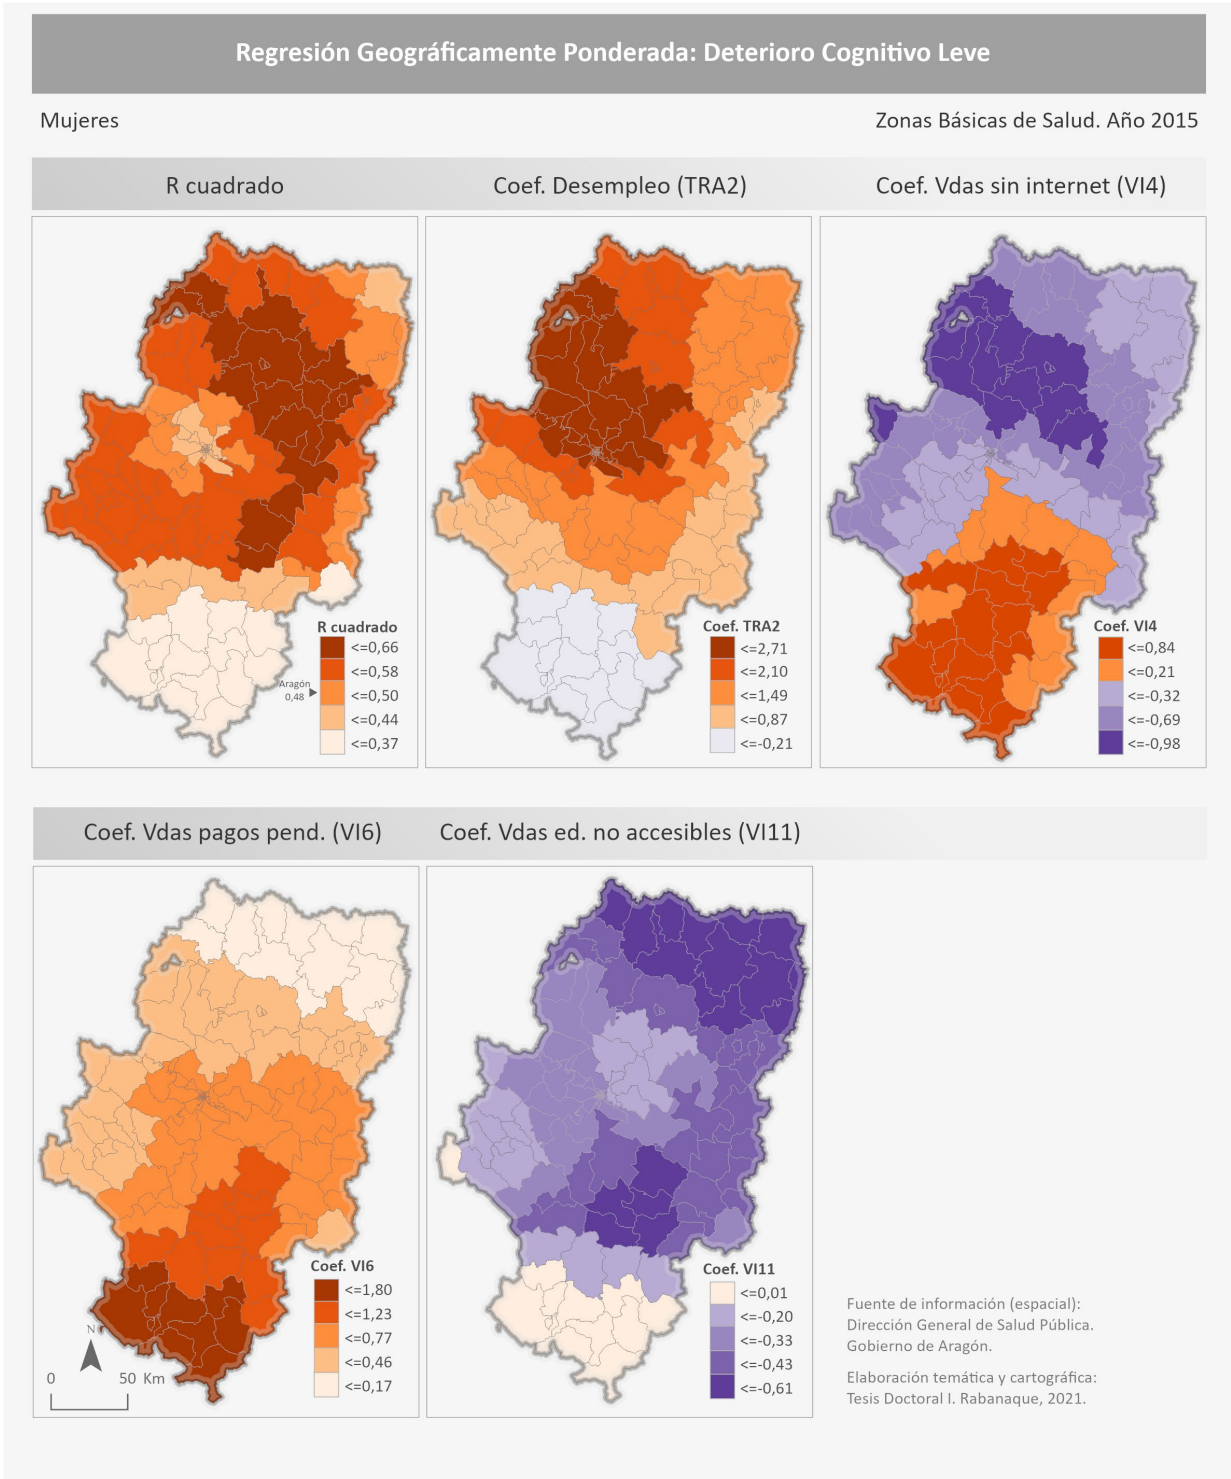 Regresión Geográficamente Ponderada: Deterioro Cognitivo Leve
Mujeres
Zonas Básicas de Salud. Año 2015
R cuadrado
Coef. Desempleo (TRA2)
Coef. Vdas sin internet (VI4)
R cuadrado
<=0,66
<=0,58
<=0,50
<=0,44
<=0,37
Aragón
0,48
Coef. TRA2
<=2,71
<=2,10
<=1,49
<=0,87
<=-0,21
Coef. VI4
<=0,84
<=0,21
<=-0,32
<=-0,69
<=-0,98
Coef. Vdas pagos pend. (VI6)
Coef. Vdas ed. no accesibles (VI11)
Coef. VI6
<=1,80
<=1,23
<=0,77
<=0,46
<=0,17
N
0 50 Km
Coef. VI11
<=0,01
<=-0,20
<=-0,33
<=-0,43
<=-0,61
Fuente de información (espacial):
Dirección General de Salud Pública.
Gobierno de Aragón.
Elaboración temática y cartográfica:
Tesis Doctoral I. Rabanaque, 2021.